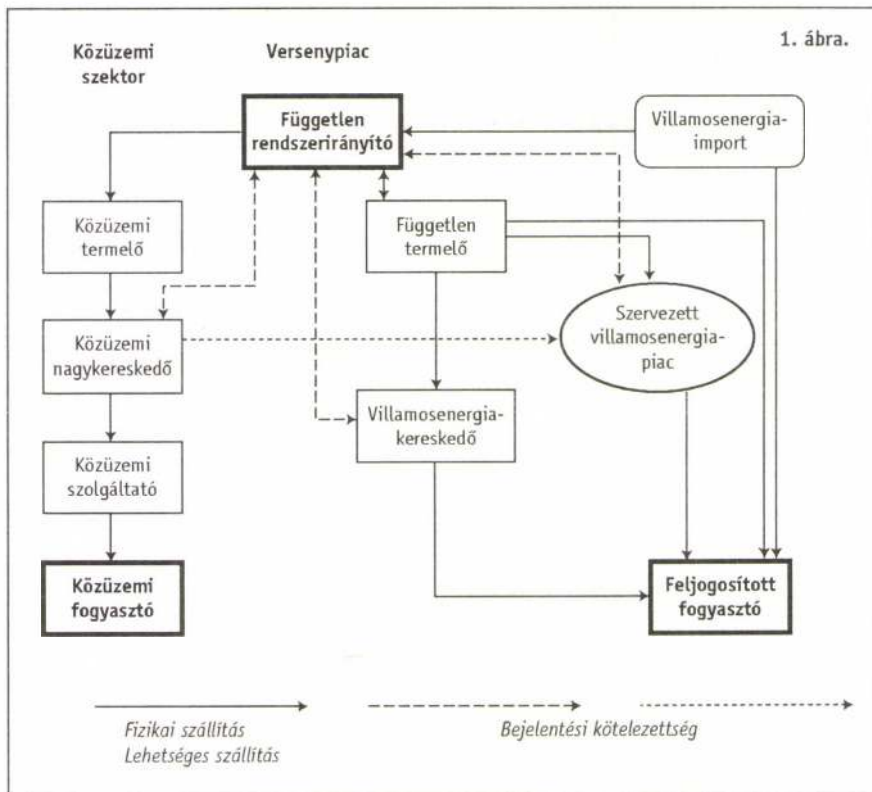 1. ábra.
Közüzemi
szektor
Versenypiac
Független
rendszerirányító
Villamosenergia-
import
Közüzemi
termelő
Független
termelő
Közüzemi
nagykereskedő
Szervezett
villamosenergia-
piac
Villamosenergia-
kereskedő
Közüzemi
szolgáltató
Közüzemi
fogyasztó
Feljogosított
fogyasztó
Fizikai szállítás
Lehetséges szállítás
Bejelentési kötelezettség